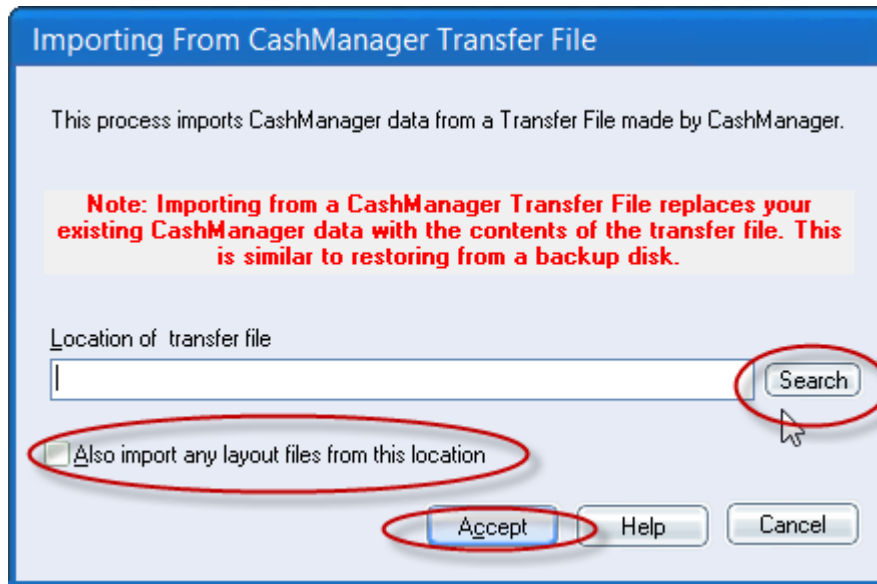 Importing From CashManager Transfer File
This process imports CashManager data from a Transfer File made by CashManager.
Note: Importing from a CashManager Transfer File replaces your
existing CashManager data with the contents of the transfer file. This
is similar to restoring from a backup disk.
Location of transfer file
Search
Also import any layout files from this location
Accept Help Cancel